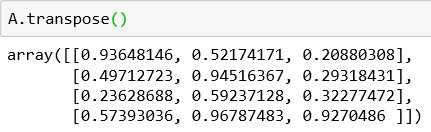 A.transpose()
array([[0.93648146, 0.52174171, 0.20880308],
[0.49712723, 0.94516367, 0.29318431],
[0.23628688, 0.59237128, 0.32277472],
[0.57393036, 0.96787483, 0.9270486 ]])